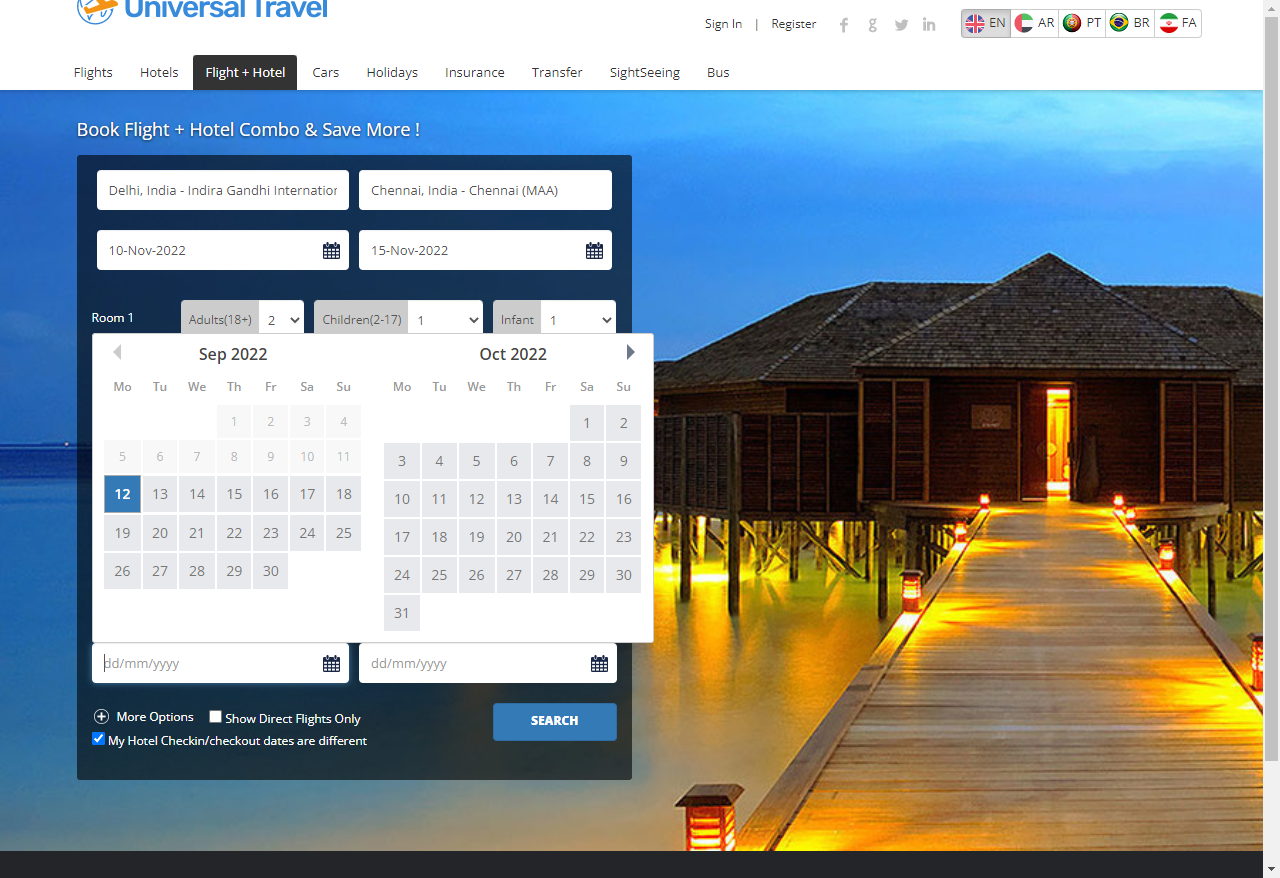 Universal Travel
Sign In | Register
EN AR PT BR FA
Flights Hotels Flight + Hotel Cars Holidays Insurance Transfer SightSeeing Bus
Book Flight + Hotel Combo & Save More !
Delhi, India - Indira Gandhi Internation Chennai, India - Chennai (MAA)
10-Nov-2022 15-Nov-2022
Room 1 Adults(18+) 2 Children(2-17) 1 Infant 1
Sep 2022 Oct 2022
Mo Tu We Th Fr Sa Su Mo Tu We Th Fr Sa Su
1 2 3 4 1 2
5 6 7 8 9 10 11 3 4 5 6 7 8 9
12 13 14 15 16 17 18 10 11 12 13 14 15 16
19 20 21 22 23 24 25 17 18 19 20 21 22 23
26 27 28 29 30 24 25 26 27 28 29 30
31
dd/mm/yyyy dd/mm/yyyy
More Options Show Direct Flights Only SEARCH
My Hotel Checkin/checkout dates are different